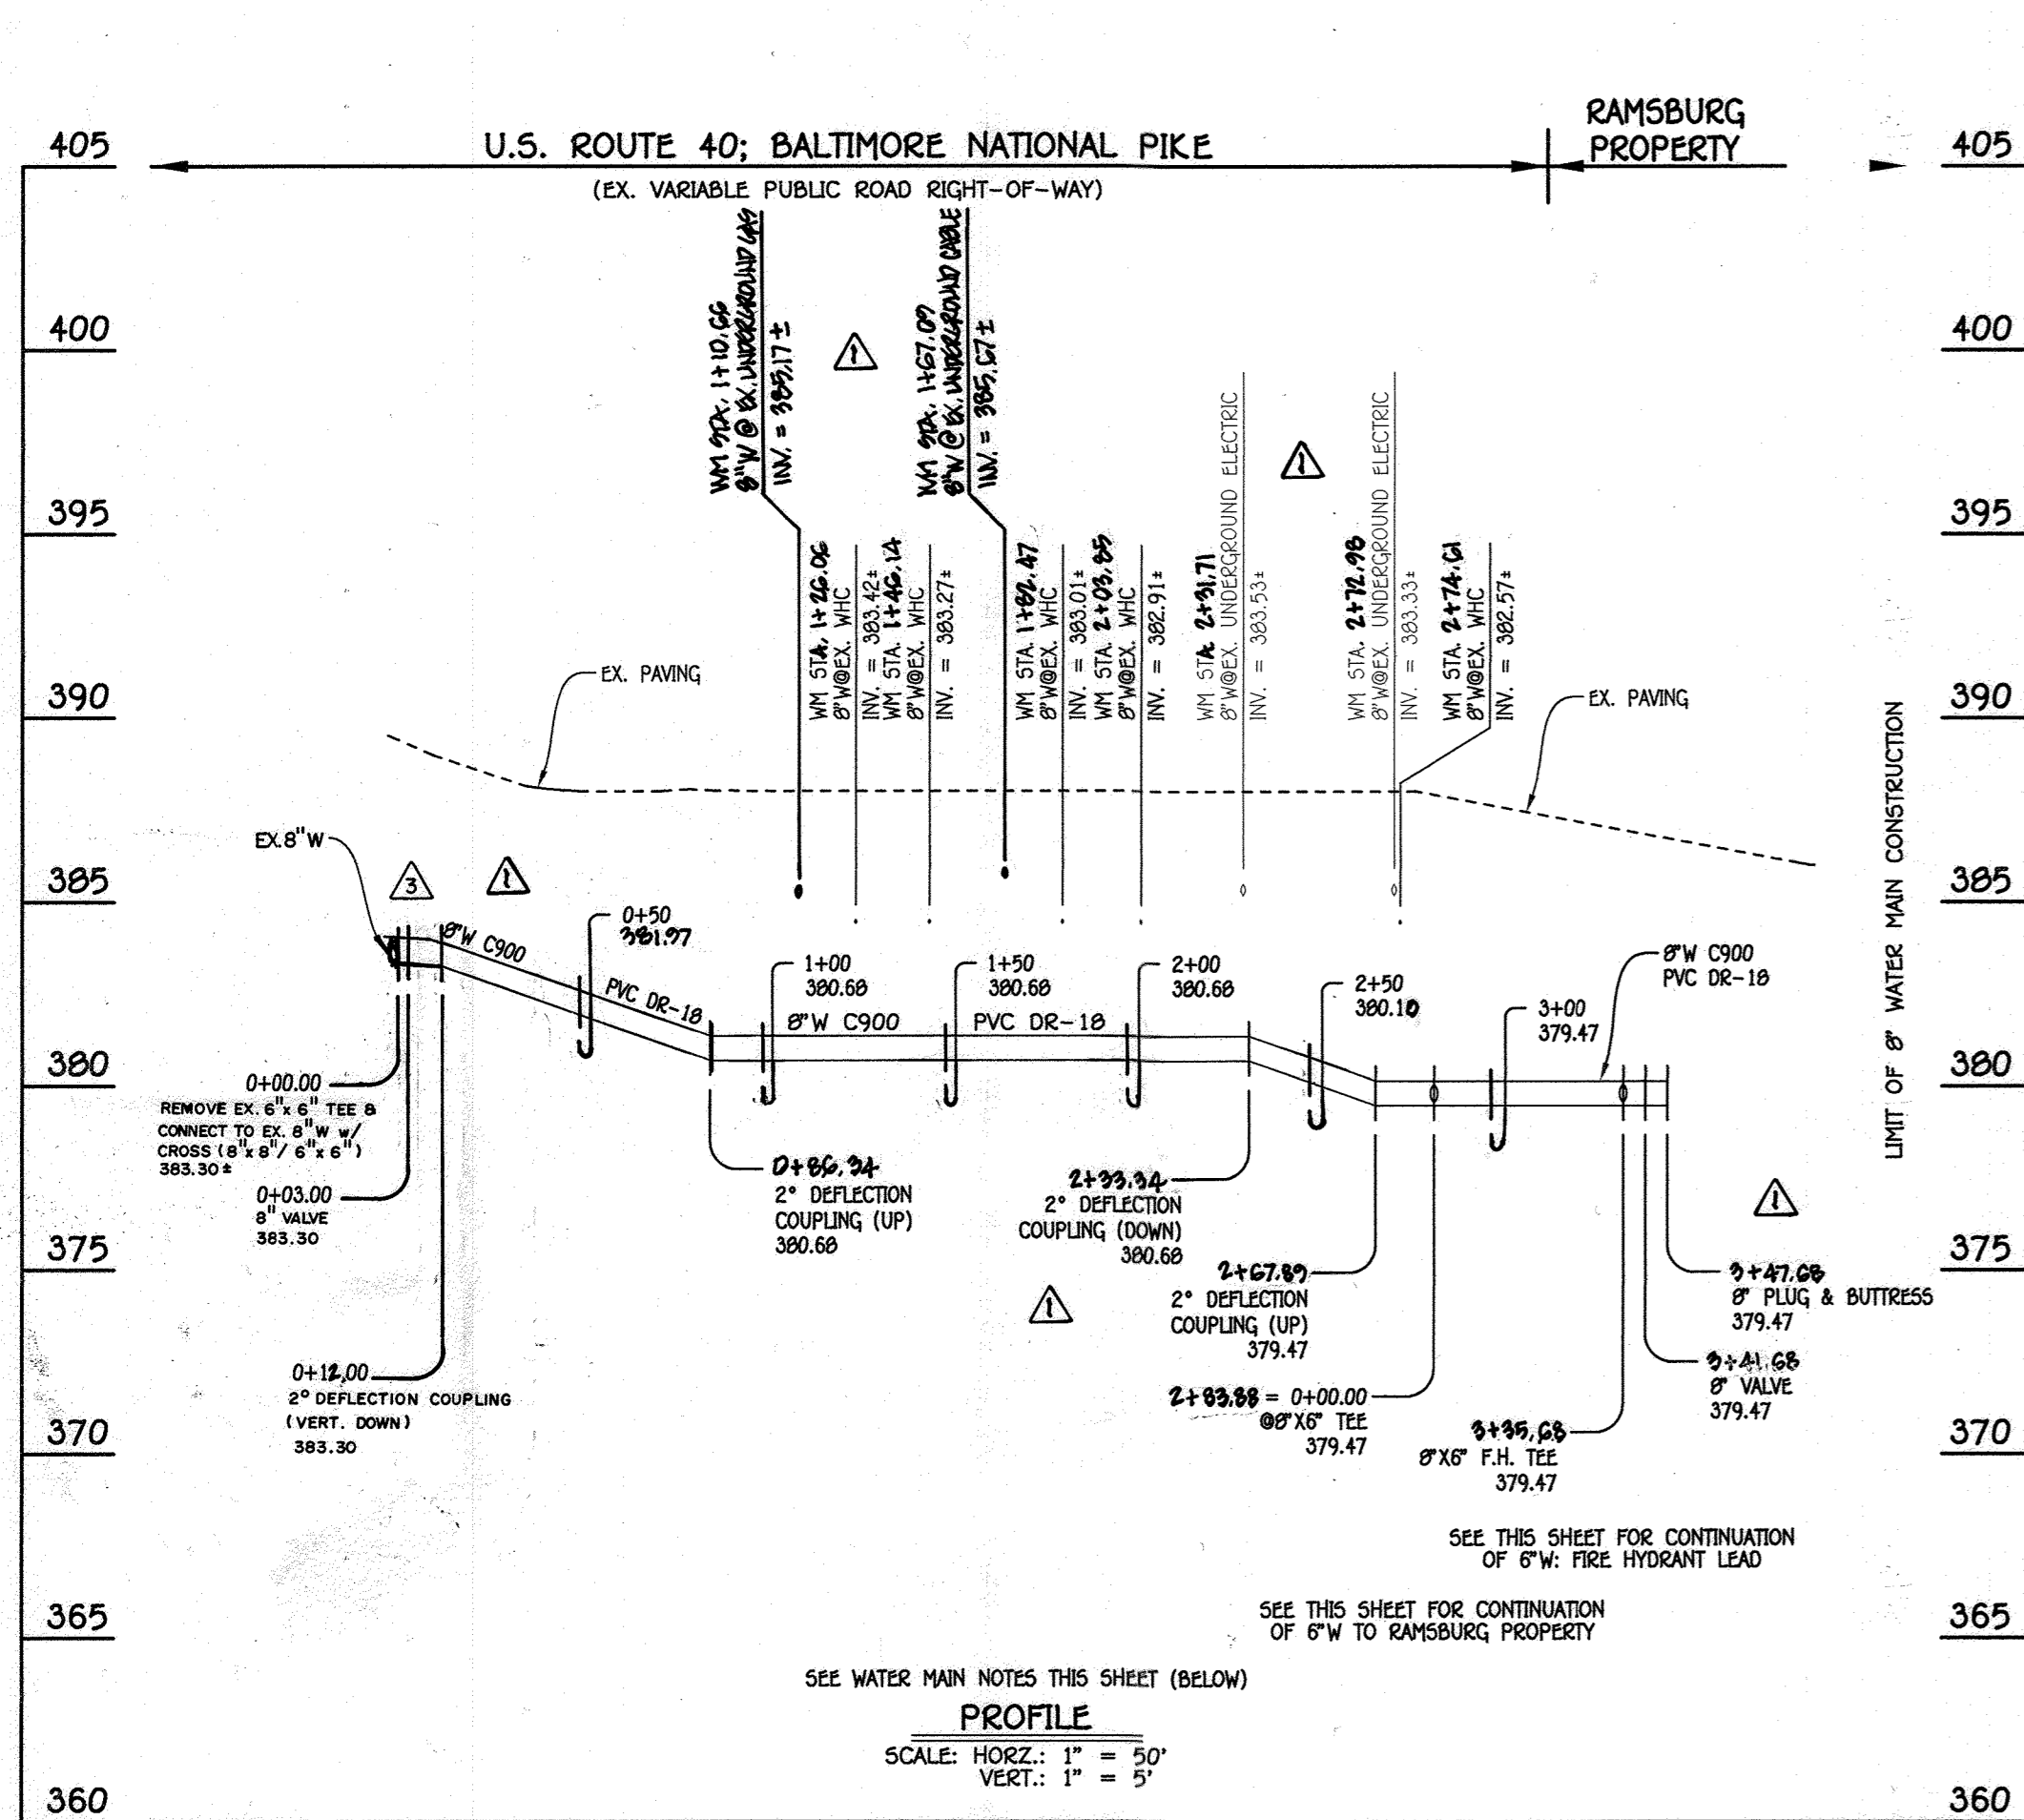 RAMSBURG
PROPERTY
U.S. ROUTE 40; BALTIMORE NATIONAL PIKE
(EX. VARIABLE PUBLIC ROAD RIGHT-OF-WAY)
405
400
395
390
385
380
375
370
365
360
405
400
395
390
385
380
375
370
365
360
WM STA. 1+10.66
8"W @ EX. UNDERGROUND GAS
INV. = 385.17±
1
WM STA. 1+67.09
8"W @ EX. UNDERGROUND CABLE
INV. = 385.67±
WM STA. 1+26.06
8"W@EX. WHC
INV. = 383.42±
WM STA. 1+46.14
8"W@EX. WHC
INV. = 383.27±
WM STA. 1+82.47
8"W@EX. WHC
INV. = 383.01±
WM STA. 2+03.85
8"W@EX. WHC
INV. = 382.91±
WM STA. 2+31.71
8"W@EX. UNDERGROUND ELECTRIC
INV. = 383.53±
1
WM STA. 2+72.98
8"W@EX. UNDERGROUND ELECTRIC
INV. = 383.33±
WM STA. 2+74.61
8"W@EX. WHC
INV. = 382.57±
EX. PAVING
EX. PAVING
LIMIT OF 8" WATER MAIN CONSTRUCTION
EX.8"W
3
1
8"W C900
PVC DR-18
0+50
381.97
1+00
380.68
1+50
380.68
2+00
380.68
8"W C900
PVC DR-18
2+50
380.10
3+00
379.47
8"W C900
PVC DR-18
0+00.00
REMOVE EX. 6"x 6" TEE &
CONNECT TO EX. 8"W w/
CROSS (8"x 8"/ 6"x 6")
383.30±
0+03.00
8" VALVE
383.30
0+12.00
2° DEFLECTION COUPLING
(VERT. DOWN)
383.30
0+86.34
2° DEFLECTION
COUPLING (UP)
380.68
2+33.34
2° DEFLECTION
COUPLING (DOWN)
380.68
1
2+67.89
2° DEFLECTION
COUPLING (UP)
379.47
2+83.88 = 0+00.00
@8"X6" TEE
379.47
3+35.68
8"X6" F.H. TEE
379.47
3+41.68
8" VALVE
379.47
1
3+47.68
8" PLUG & BUTTRESS
379.47
SEE THIS SHEET FOR CONTINUATION
OF 6"W: FIRE HYDRANT LEAD
SEE THIS SHEET FOR CONTINUATION
OF 6"W TO RAMSBURG PROPERTY
SEE WATER MAIN NOTES THIS SHEET (BELOW)
PROFILE
SCALE: HORZ.: 1" = 50'
VERT.: 1" = 5'